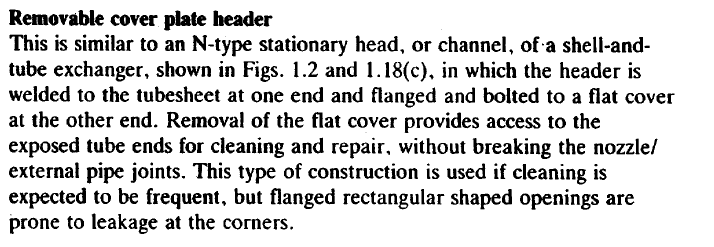 Removable cover plate header
This is similar to an N-type stationary head, or channel, of a shell-and-
tube exchanger, shown in Figs. 1.2 and 1.18(c), in which the header is
welded to the tubesheet at one end and flanged and bolted to a flat cover
at the other end. Removal of the flat cover provides access to the
exposed tube ends for cleaning and repair, without breaking the nozzle/
external pipe joints. This type of construction is used if cleaning is
expected to be frequent, but flanged rectangular shaped openings are
prone to leakage at the corners.